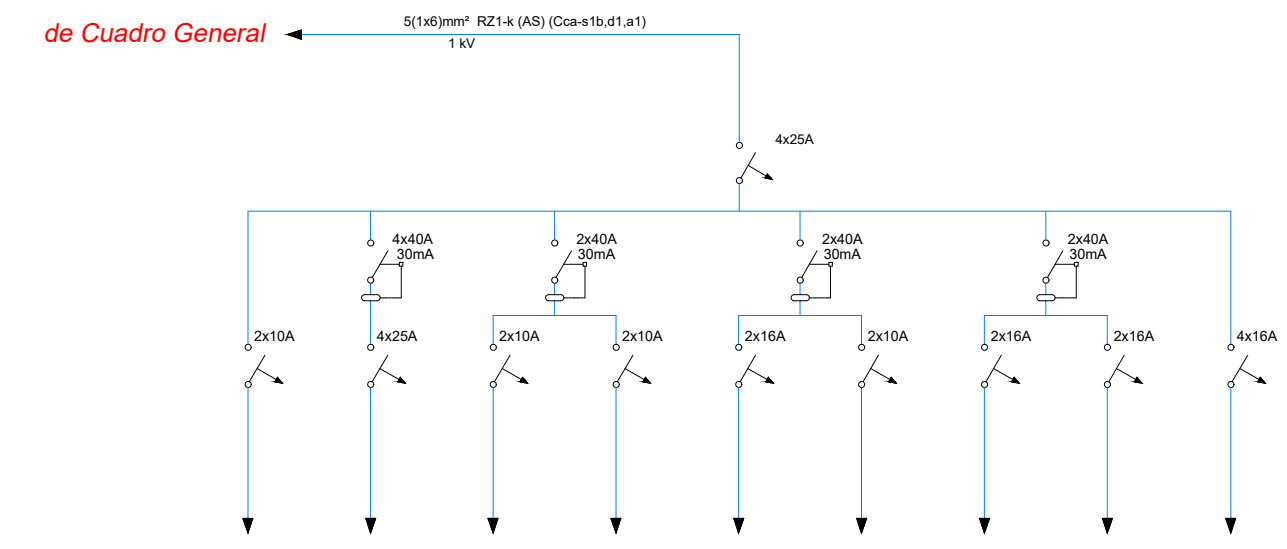 de Cuadro General
5(1x6)mm² RZ1-k (AS) (Cca-s1b,d1,a1)
1 kV
4x25A
4x40A
30mA
2x40A
30mA
2x40A
30mA
2x40A
30mA
2x10A
4x25A
2x10A
2x10A
2x16A
2x10A
2x16A
2x16A
4x16A